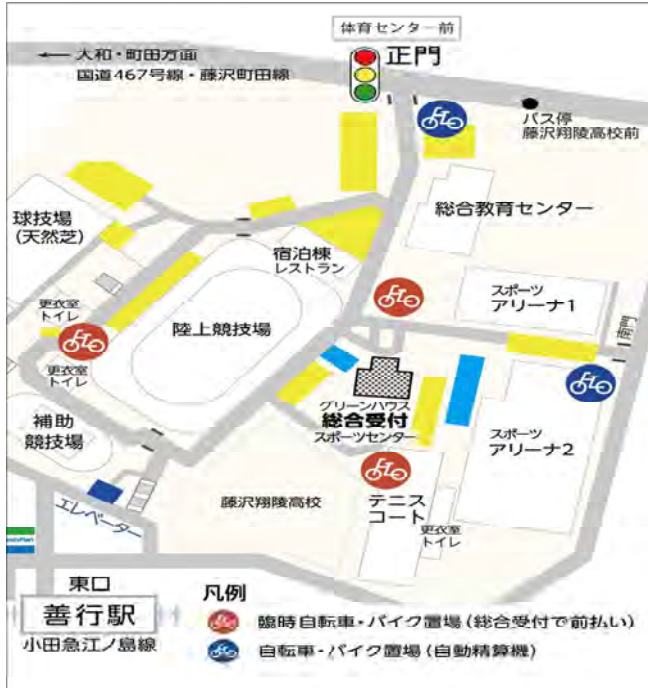 体育センター前
正門
← 大和・町田方面
国道467号線・藤沢町田線
バス停
藤沢翔陵高校前
総合教育センター
球技場
(天然芝)
宿泊棟
レストラン
スポーツ
アリーナ1
南門
更衣室
トイレ
陸上競技場
更衣室
トイレ
グリーンハウス
総合受付
スポーツセンター
補助
競技場
スポーツ
アリーナ2
藤沢翔陵高校
テニス
コート
更衣室
トイレ
エレベーター
FamilyMart
東口
善行駅
小田急江ノ島線
凡例
臨時自転車・バイク置場(総合受付で前払い)
自転車・バイク置場(自動精算機)